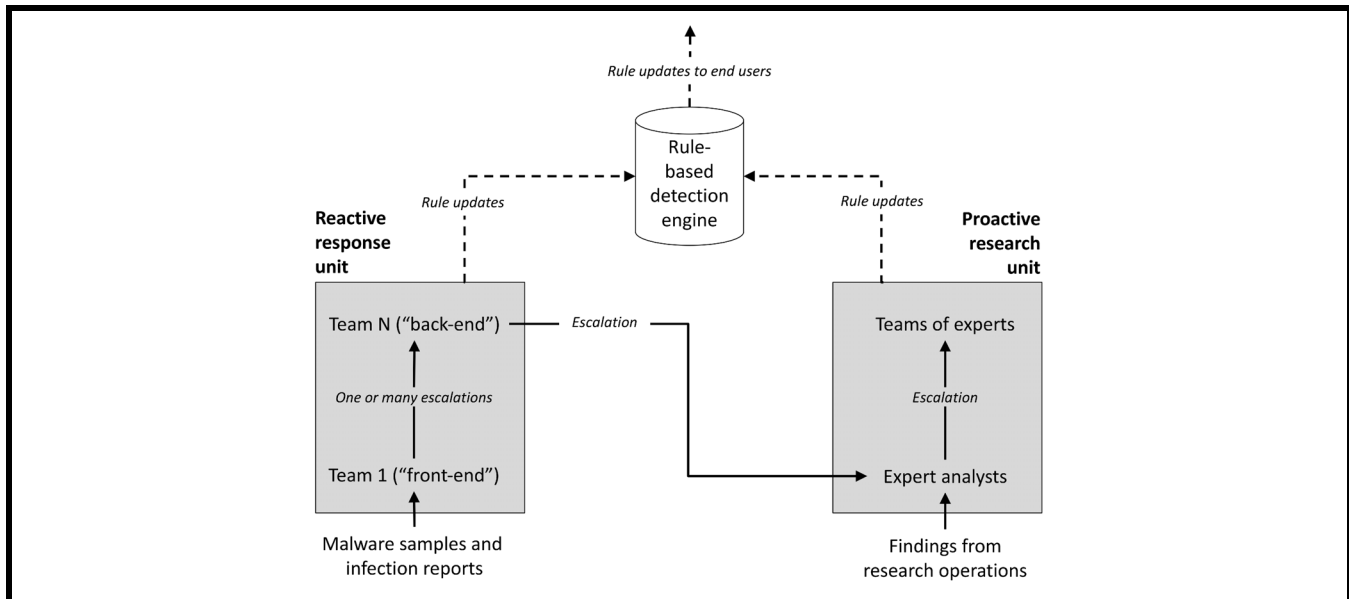 Rule updates to end users
Rule-
based
detection
engine
Rule updates
Rule updates
Reactive
response
unit
Proactive
research
unit
Team N (“back-end”)
Escalation
Teams of experts
One or many escalations
Escalation
Team 1 (“front-end”)
Expert analysts
Malware samples and
infection reports
Findings from
research operations